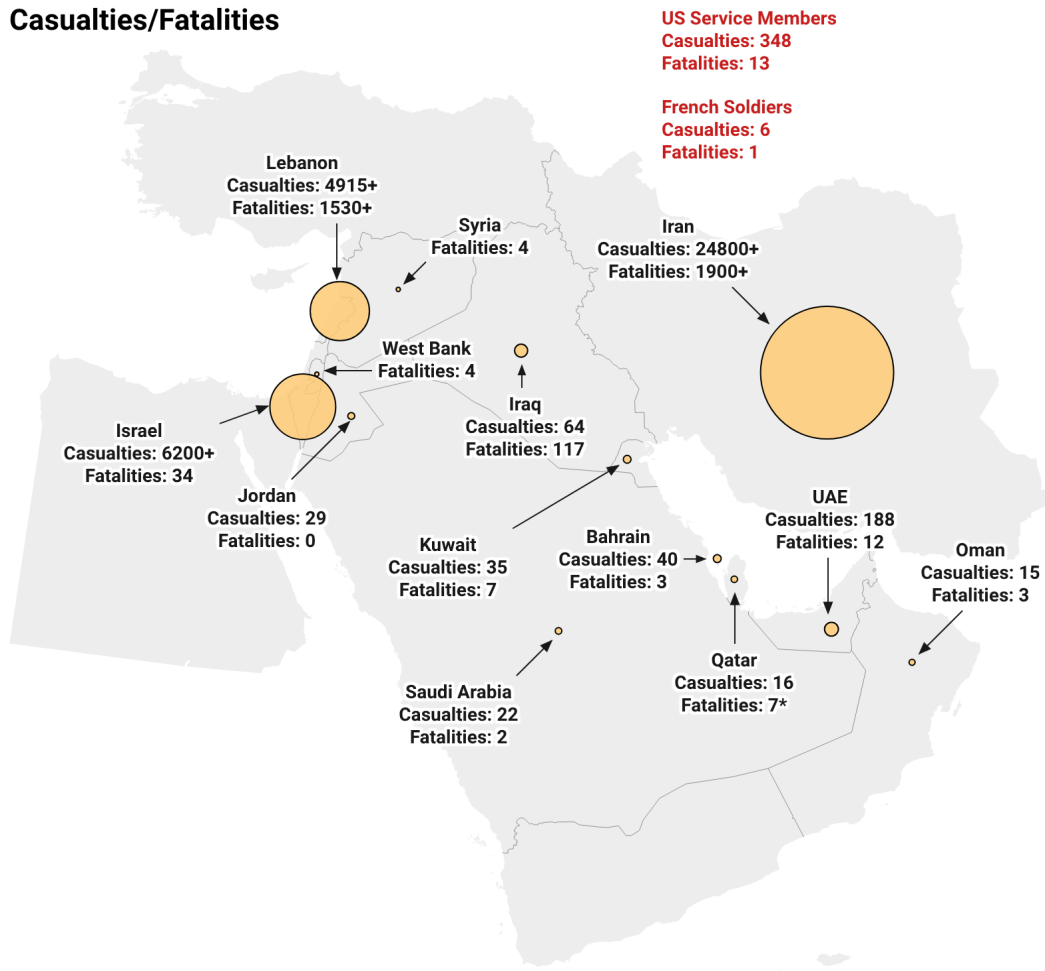 Casualties/Fatalities
US Service Members
Casualties: 348
Fatalities: 13
French Soldiers
Casualties: 6
Fatalities: 1
Lebanon
Casualties: 4915+
Fatalities: 1530+
Syria
Fatalities: 4
Iran
Casualties: 24800+
Fatalities: 1900+
West Bank
Fatalities: 4
Iraq
Casualties: 64
Fatalities: 117
Israel
Casualties: 6200+
Fatalities: 34
Jordan
Casualties: 29
Fatalities: 0
Kuwait
Casualties: 35
Fatalities: 7
Bahrain
Casualties: 40
Fatalities: 3
UAE
Casualties: 188
Fatalities: 12
Oman
Casualties: 15
Fatalities: 3
Qatar
Casualties: 16
Fatalities: 7*
Saudi Arabia
Casualties: 22
Fatalities: 2